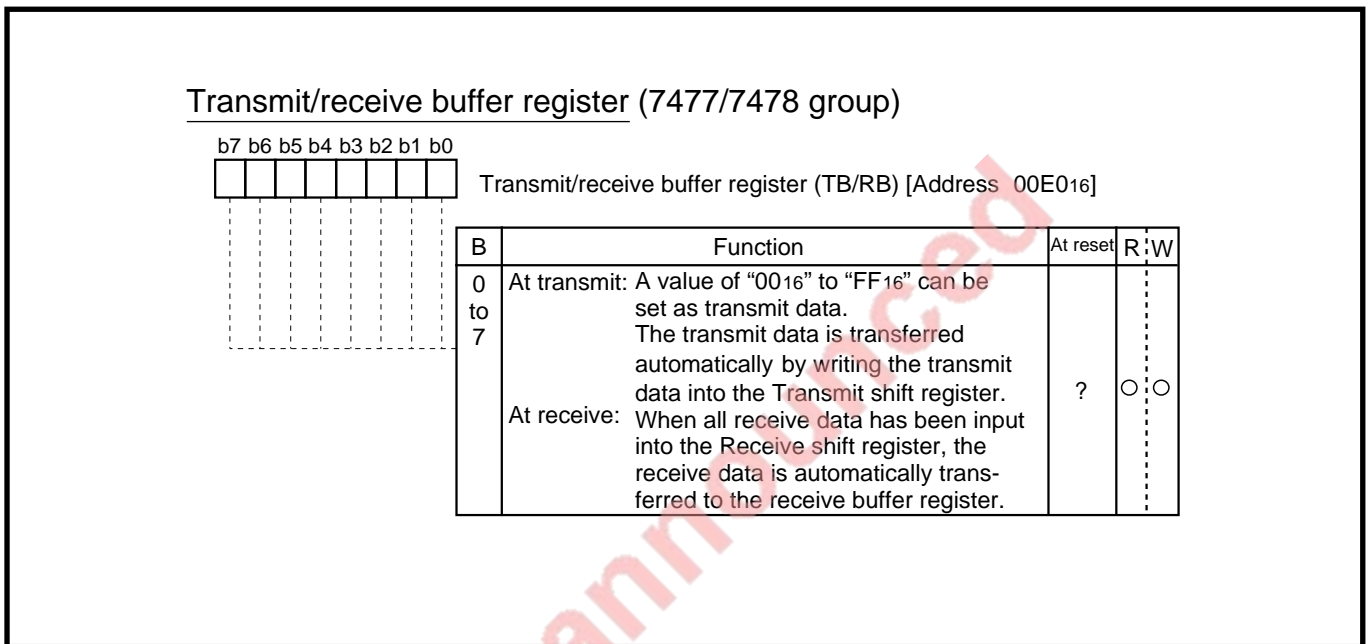 Transmit/receive buffer register (7477/7478 group)
b7 b6 b5 b4 b3 b2 b1 b0
Transmit/receive buffer register (TB/RB) [Address 00E016]
B Function At reset R W
0 to 7
At transmit: A value of “0016” to “FF16” can be
set as transmit data.
The transmit data is transferred
automatically by writing the transmit
data into the Transmit shift register.
At receive: When all receive data has been input
into the Receive shift register, the
receive data is automatically trans-
ferred to the receive buffer register.
? ○ ○
announced